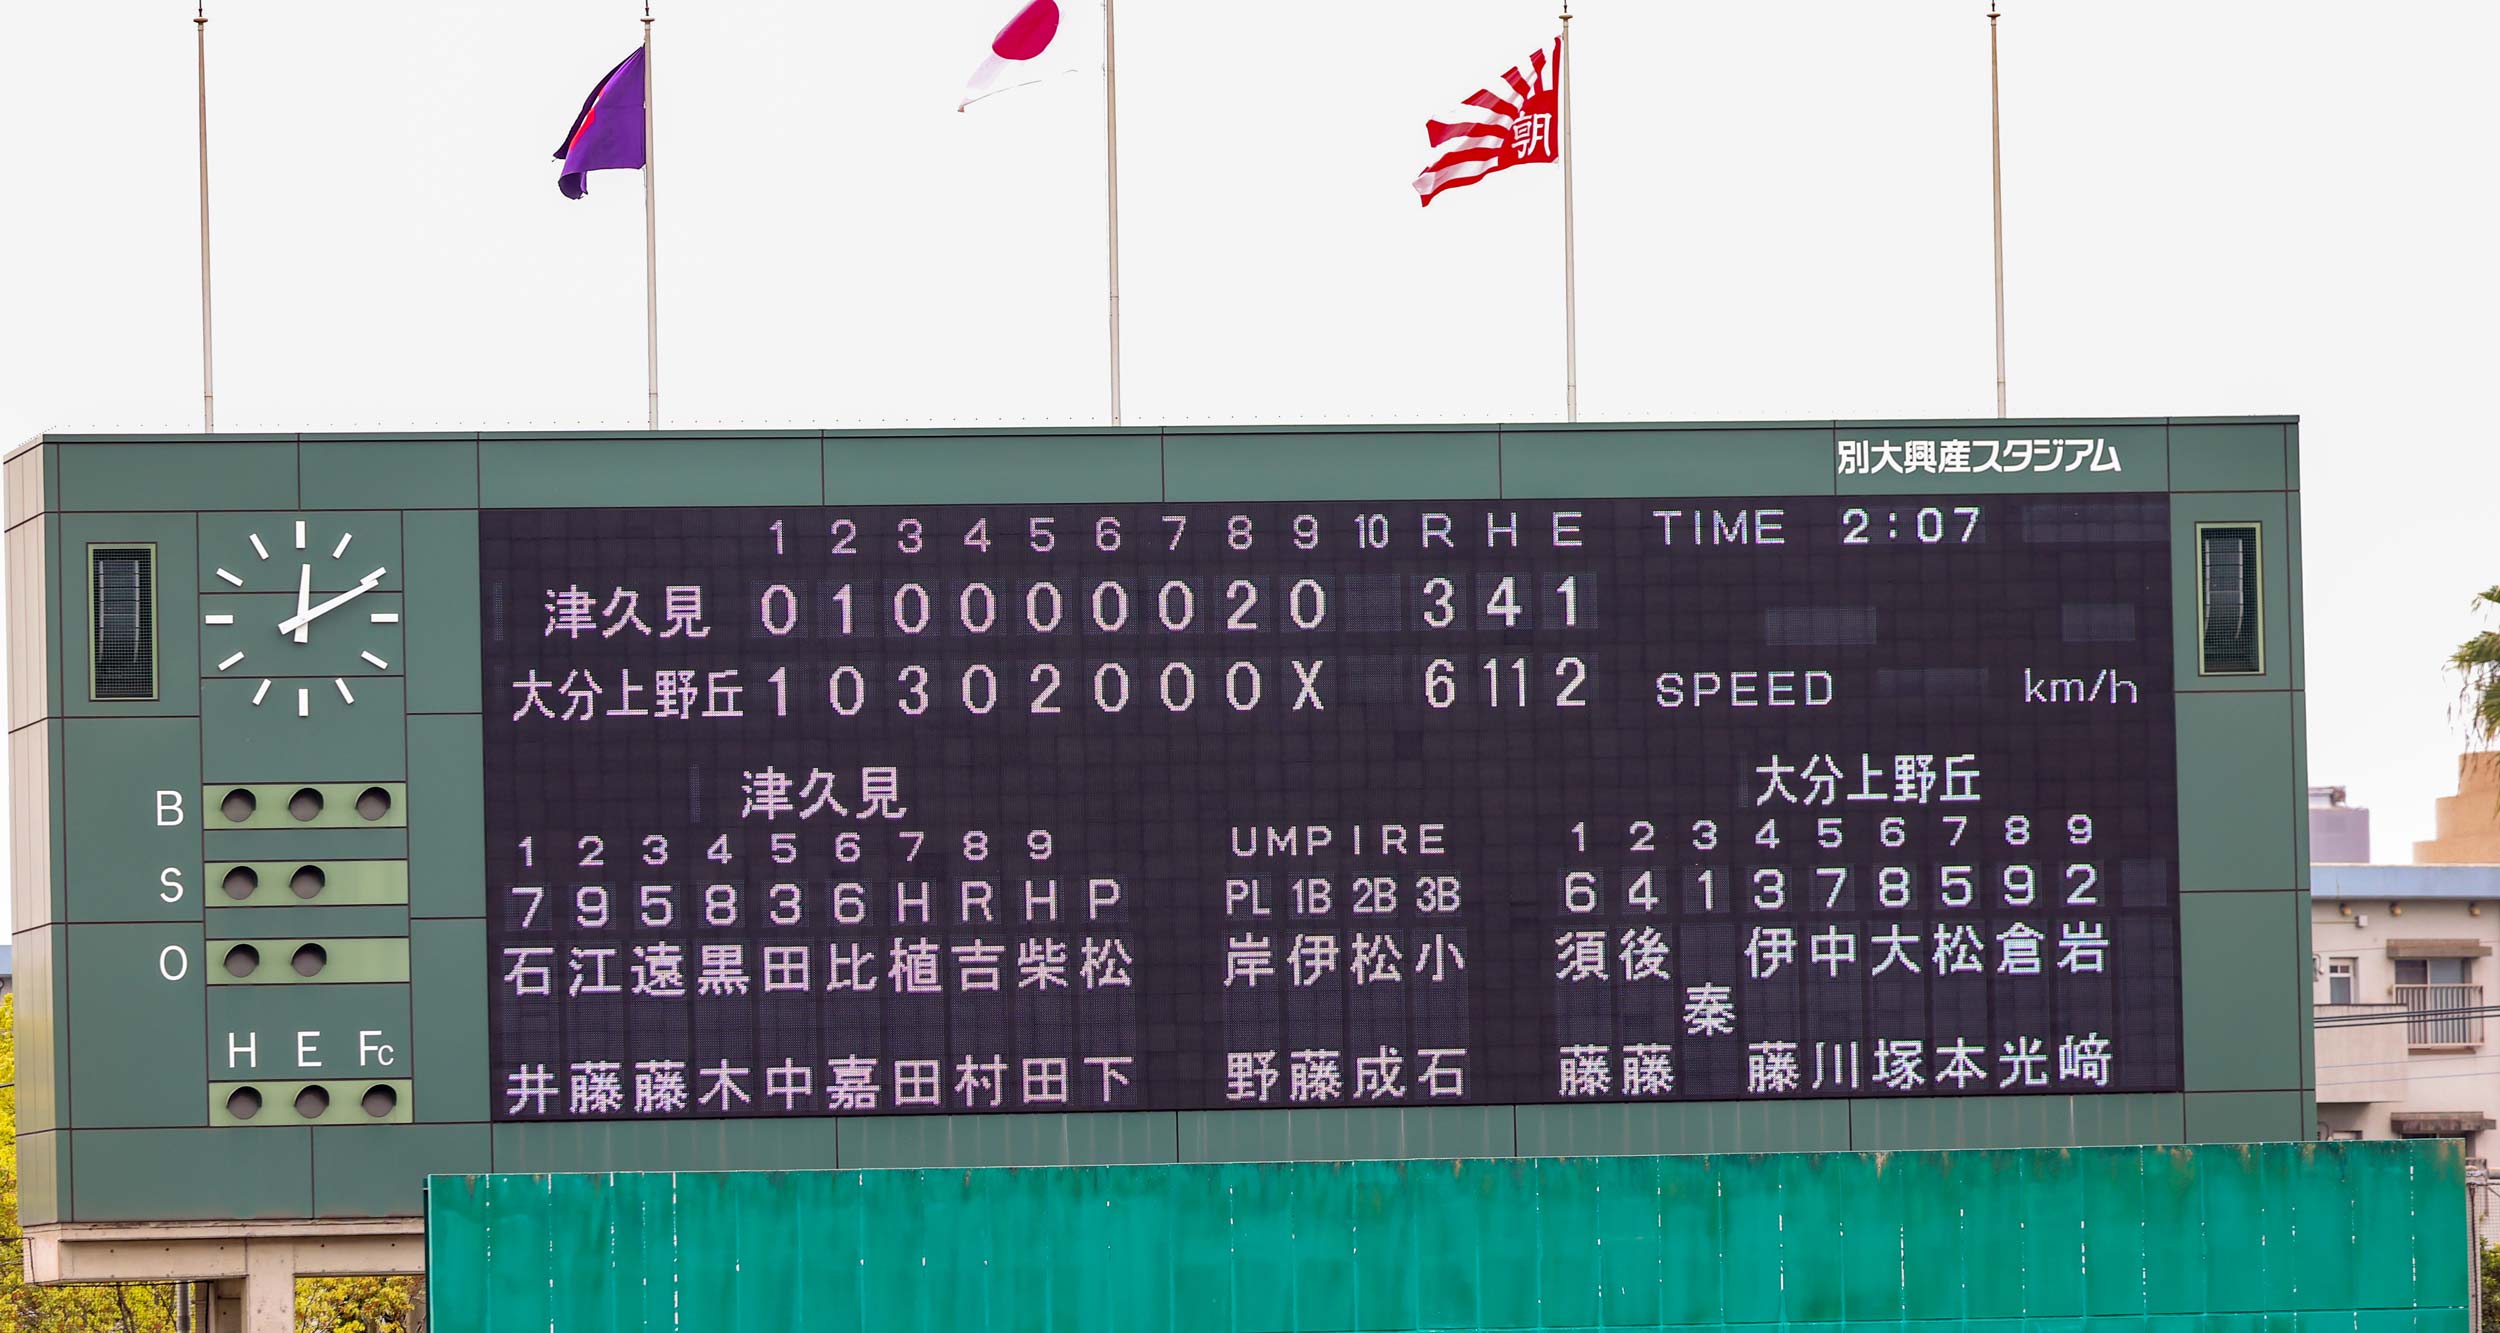 朝
別大興産スタジアム
1 2 3 4 5 6 7 8 9 10 R H E TIME 2:07
津久見 0 1 0 0 0 0 0 2 0 3 4 1
大分上野丘 1 0 3 0 2 0 0 0 X 6 11 2 SPEED km/h
津久見
1 2 3 4 5 6 7 8 9
7 9 5 8 3 6 H R H P
石井 江藤 遠藤 黒木 田中 比嘉 植田 吉村 柴田 松下
UMPIRE
PL 1B 2B 3B
岸野 伊藤 松成 小石
大分上野丘
1 2 3 4 5 6 7 8 9
6 4 1 3 7 8 5 9 2
須藤 後藤 秦 伊藤 中川 大塚 松本 倉光 岩﨑
B
S
O
H E Fc